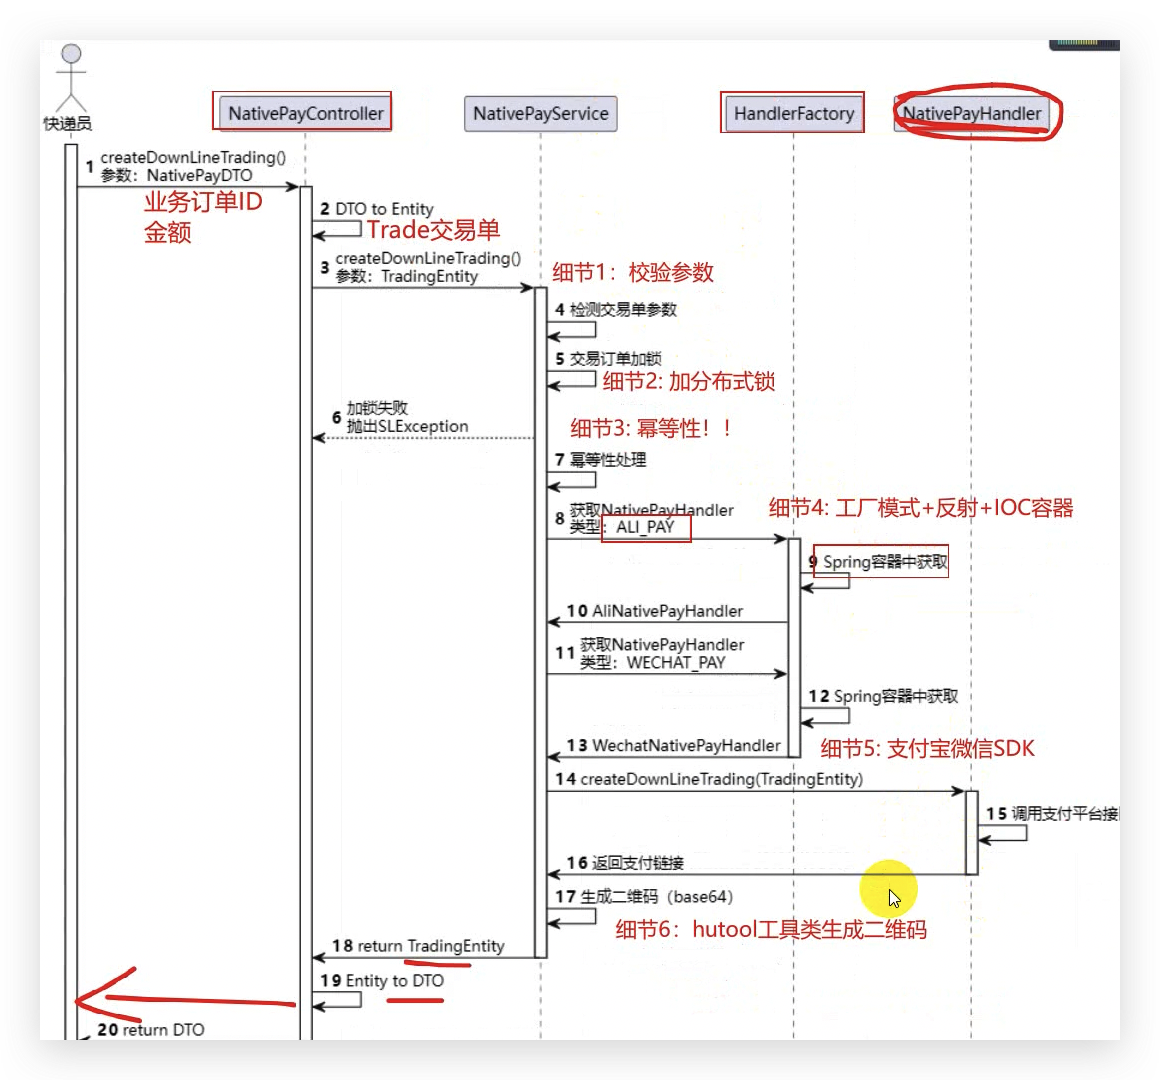 快递员
NativePayController
NativePayService
HandlerFactory
NativePayHandler
1 createDownLineTrading()
参数：NativePayDTO
业务订单ID
金额
2 DTO to Entity
Trade交易单
3 createDownLineTrading()
参数：TradingEntity
细节1：校验参数
4 检测交易单参数
5 交易订单加锁
细节2: 加分布式锁
6 加锁失败
抛出SLException
细节3: 幂等性！！
7 幂等性处理
8 获取NativePayHandler
类型：ALI_PAY
细节4: 工厂模式+反射+IOC容器
9 Spring容器中获取
10 AliNativePayHandler
11 获取NativePayHandler
类型：WECHAT_PAY
12 Spring容器中获取
13 WechatNativePayHandler
细节5: 支付宝微信SDK
14 createDownLineTrading(TradingEntity)
15 调用支付平台接
16 返回支付链接
17 生成二维码（base64）
细节6：hutool工具类生成二维码
18 return TradingEntity
19 Entity to DTO
20 return DTO